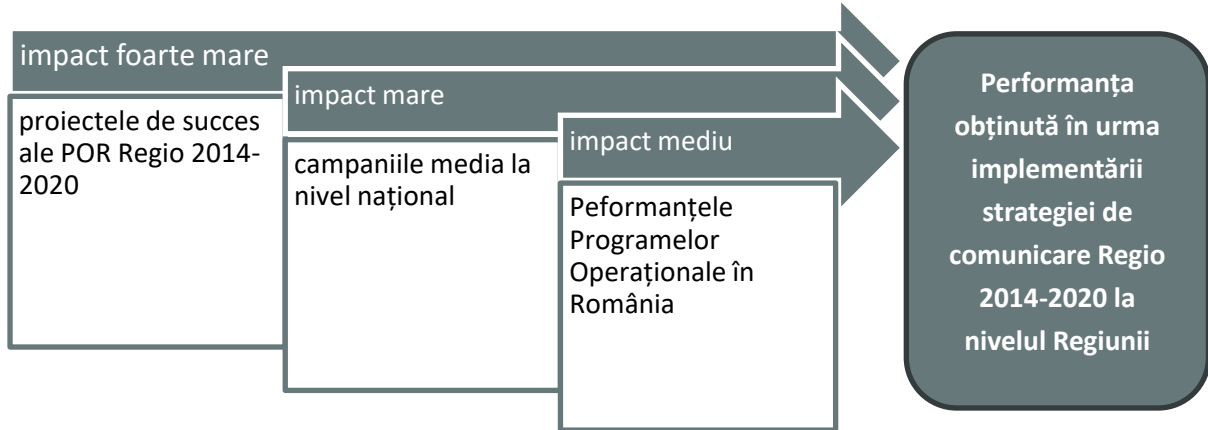 impact foarte mare
proiectele de succes
ale POR Regio 2014-
2020
impact mare
campaniile media la
nivel național
impact mediu
Peformanțele
Programelor
Operaționale în
România
Performanța
obținută în urma
implementării
strategiei de
comunicare Regio
2014-2020 la
nivelul Regiunii